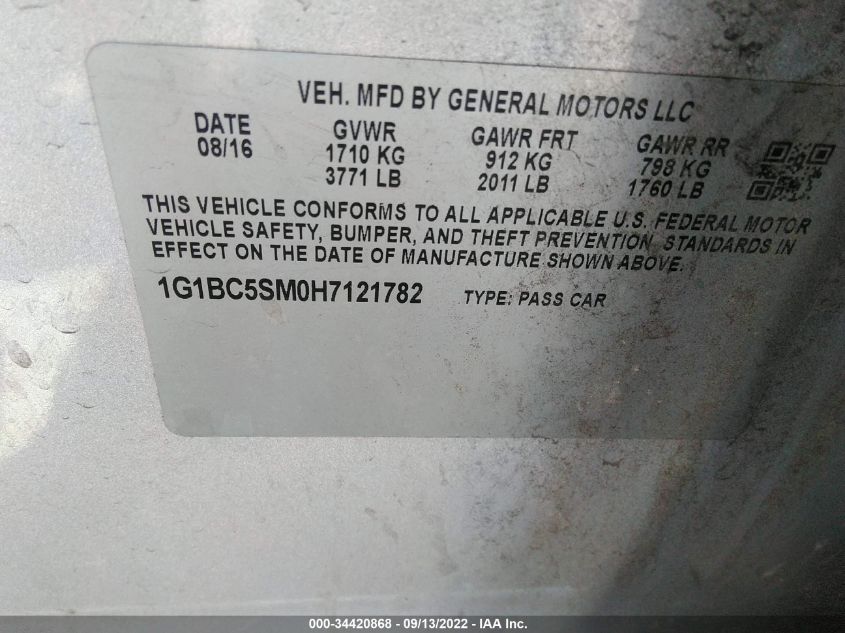 VEH. MFD BY GENERAL MOTORS LLC
DATE GVWR GAWR FRT GAWR RR
08/16 1710 KG 912 KG 798 KG
3771 LB 2011 LB 1760 LB
THIS VEHICLE CONFORMS TO ALL APPLICABLE U.S. FEDERAL MOTOR
VEHICLE SAFETY, BUMPER, AND THEFT PREVENTION STANDARDS IN
EFFECT ON THE DATE OF MANUFACTURE SHOWN ABOVE.
1G1BC5SM0H7121782 TYPE: PASS CAR
000-34420868 - 09/13/2022 - IAA Inc.